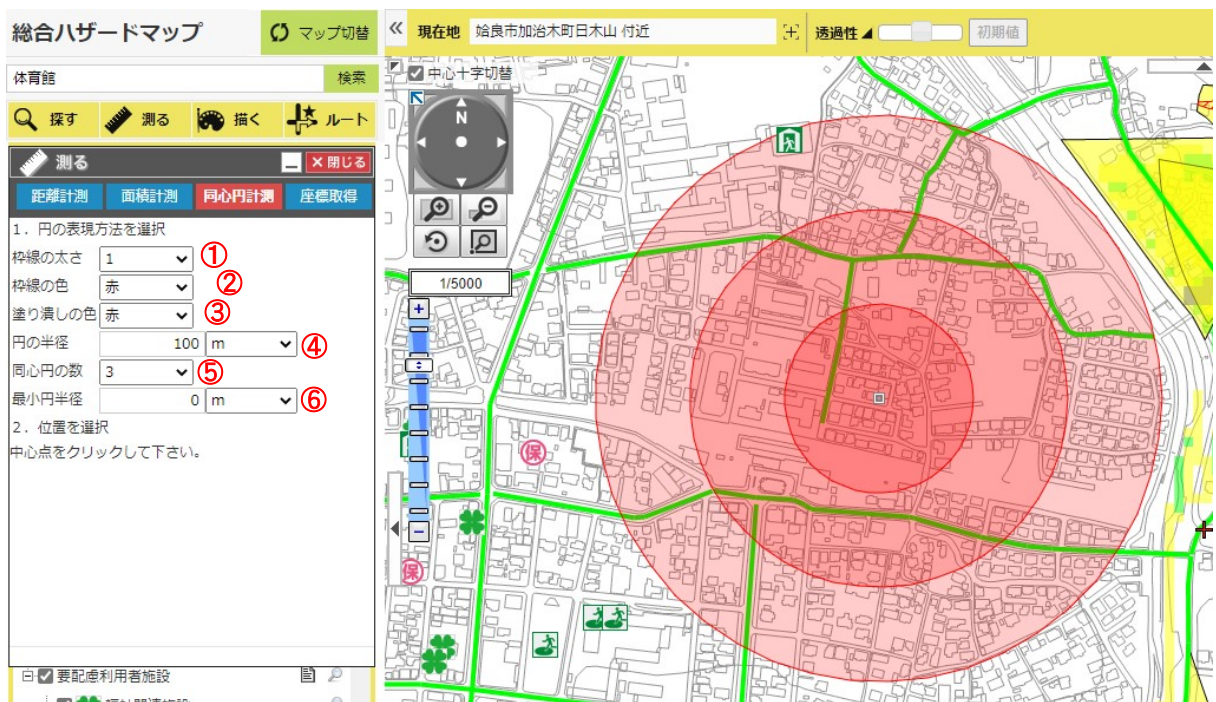 総合ハザードマップ
マップ切替
« 現在地 姶良市加治木町日木山 付近
透過性
初期値
体育館
検索
探す 測る 描く ルート
測る
閉じる
距離計測 面積計測 同心円計測 座標取得
1. 円の表現方法を選択
枠線の太さ 1 ①
枠線の色 赤 ②
塗り潰しの色 赤 ③
円の半径 100 m ④
同心円の数 3 ⑤
最小円半径 0 m ⑥
2. 位置を選択
中心点をクリックして下さい。
要配慮利用者施設
中心十字切替
N
1/5000
+
−
保
保